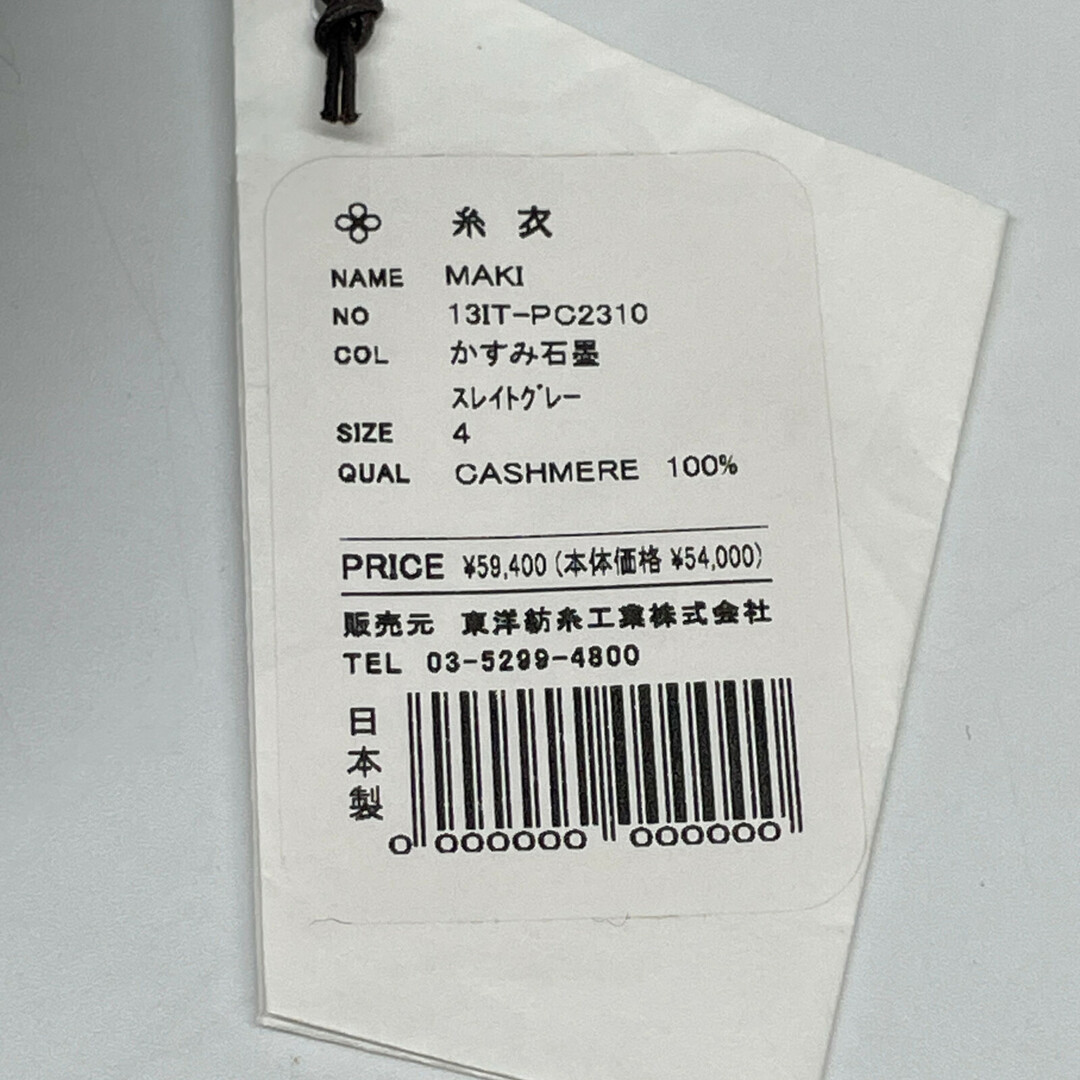 糸衣
NAME MAKI
NO 13IT-PC2310
COL かすみ石墨
スレイトグレー
SIZE 4
QUAL CASHMERE 100%
PRICE ¥59,400 (本体価格 ¥54,000)
販売元 東洋紡糸工業株式会社
TEL 03-5299-4800
日本製
0 000000 000000